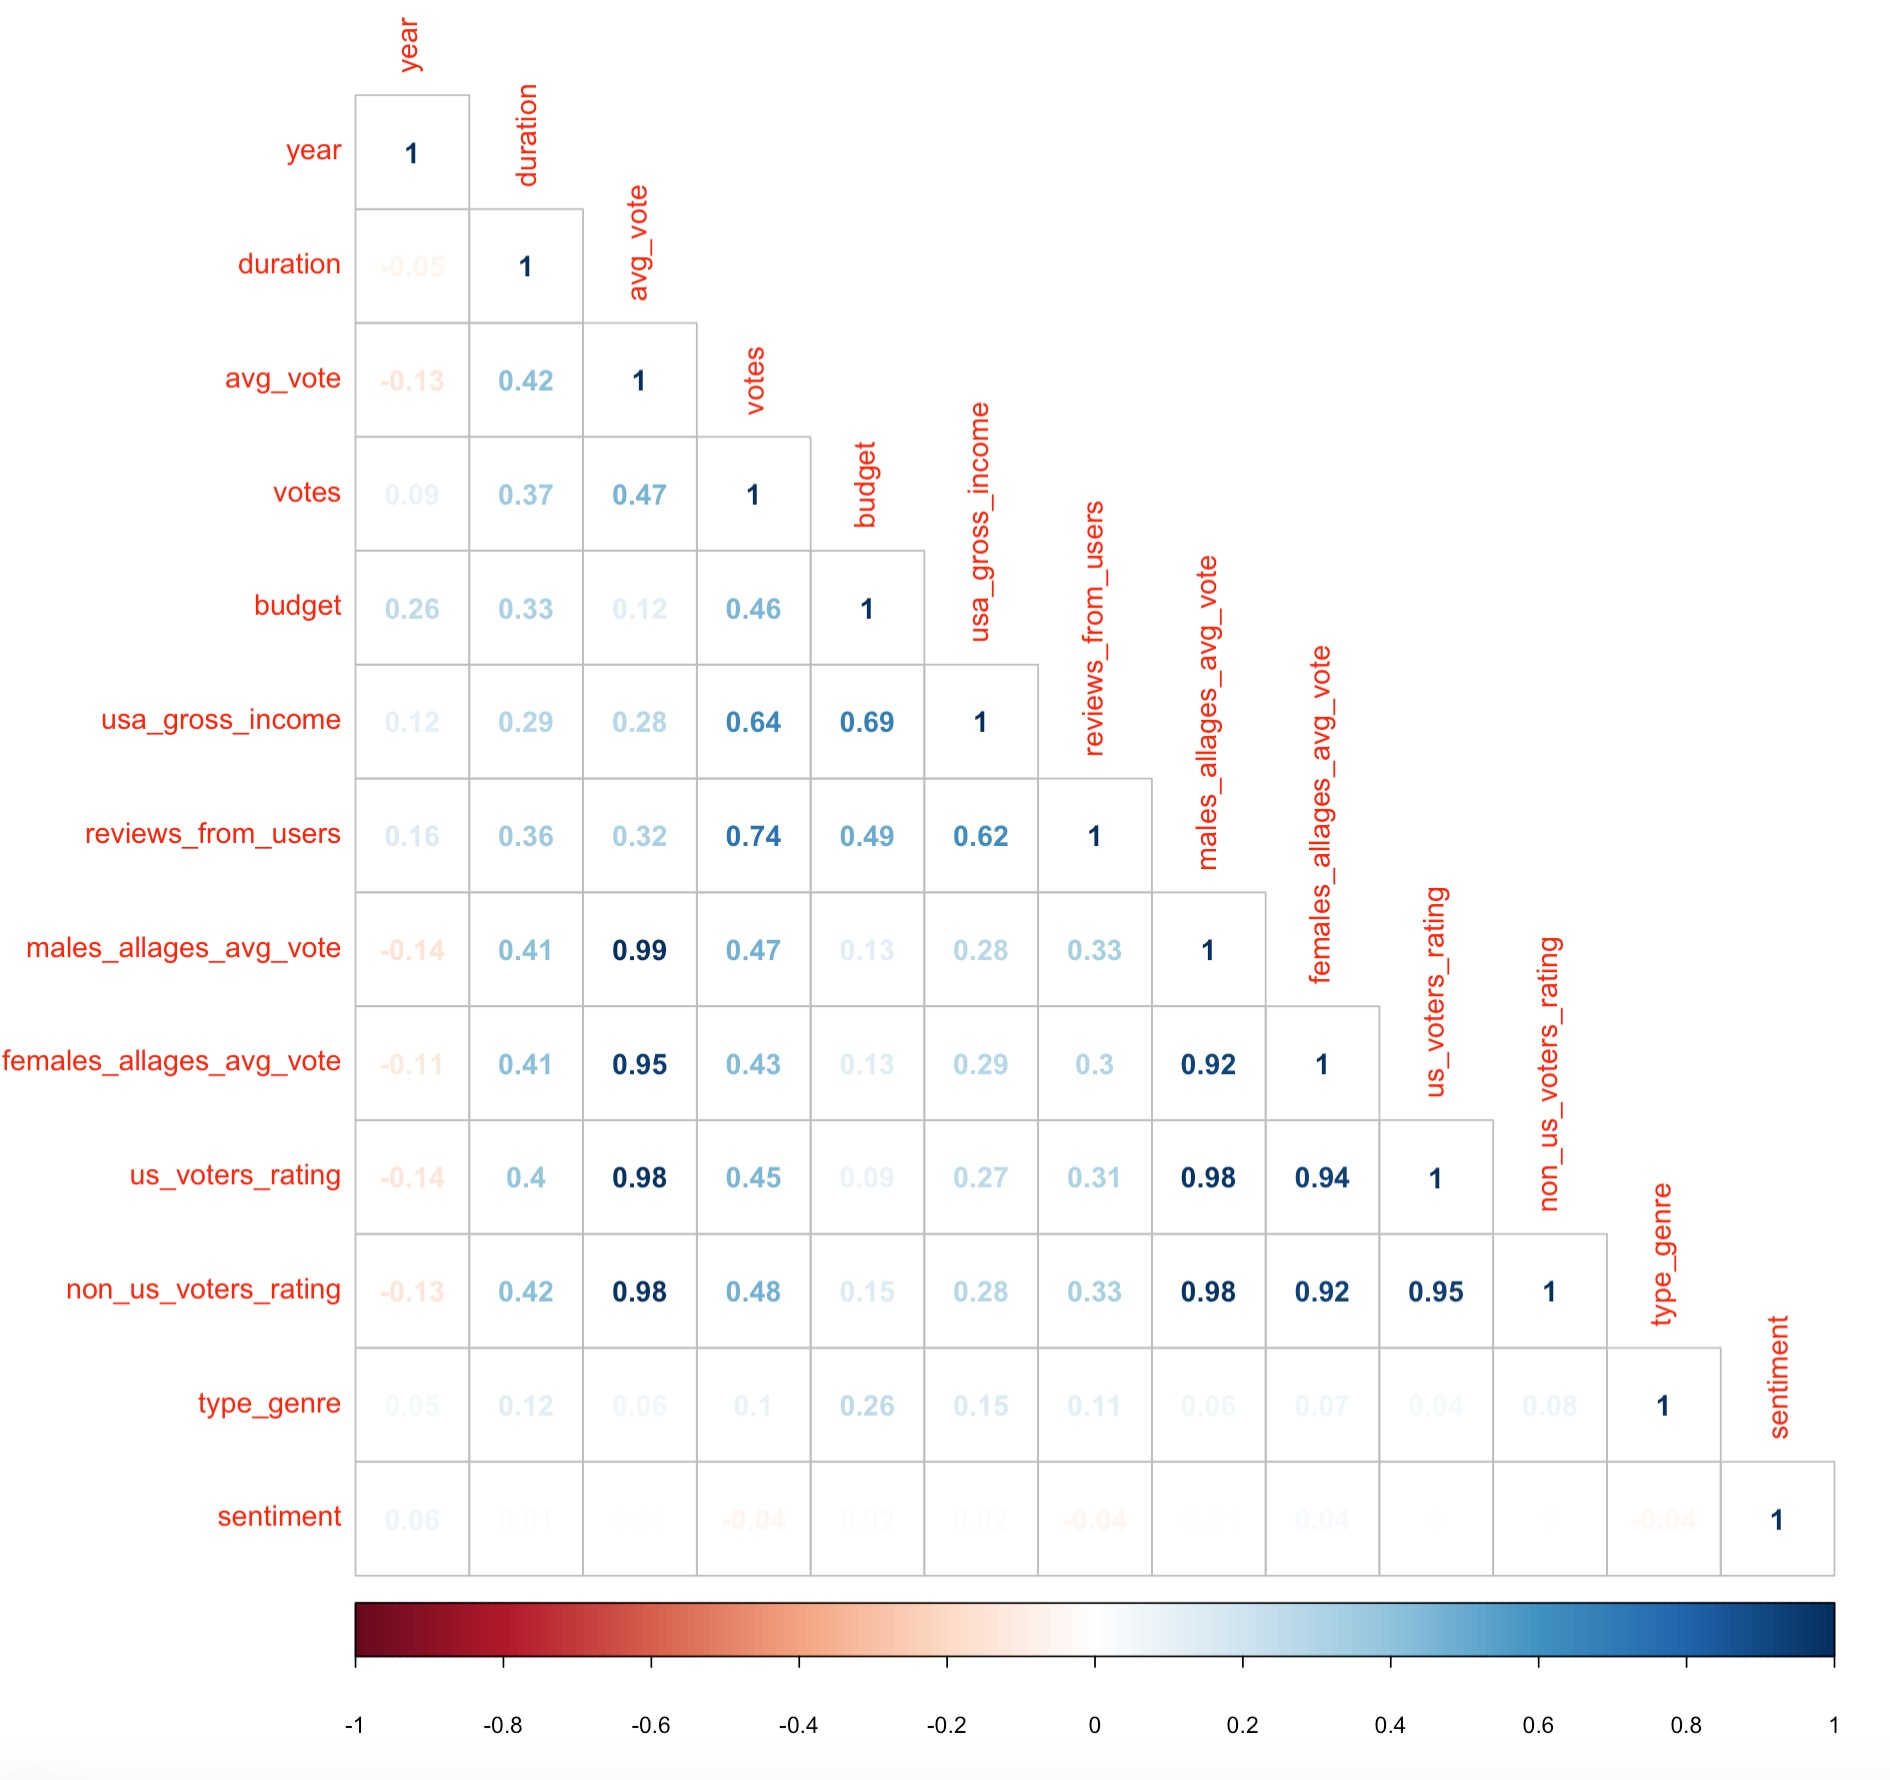 year
duration
avg_vote
votes
budget
usa_gross_income
reviews_from_users
males_allages_avg_vote
females_allages_avg_vote
us_voters_rating
non_us_voters_rating
type_genre
sentiment
year 1
duration -0.05 1
avg_vote -0.13 0.42 1
votes 0.09 0.37 0.47 1
budget 0.26 0.33 0.12 0.46 1
usa_gross_income 0.12 0.29 0.28 0.64 0.69 1
reviews_from_users 0.16 0.36 0.32 0.74 0.49 0.62 1
males_allages_avg_vote -0.14 0.41 0.99 0.47 0.13 0.28 0.33 1
females_allages_avg_vote -0.11 0.41 0.95 0.43 0.13 0.29 0.3 0.92 1
us_voters_rating -0.14 0.4 0.98 0.45 0.09 0.27 0.31 0.98 0.94 1
non_us_voters_rating -0.13 0.42 0.98 0.48 0.15 0.28 0.33 0.98 0.92 0.95 1
type_genre 0.05 0.12 0.06 0.1 0.26 0.15 0.11 0.06 0.07 0.04 0.08 1
sentiment 0.06 0.01 -0.04 0.02 0.02 -0.04 0.04 -0.04 1
-1 -0.8 -0.6 -0.4 -0.2 0 0.2 0.4 0.6 0.8 1